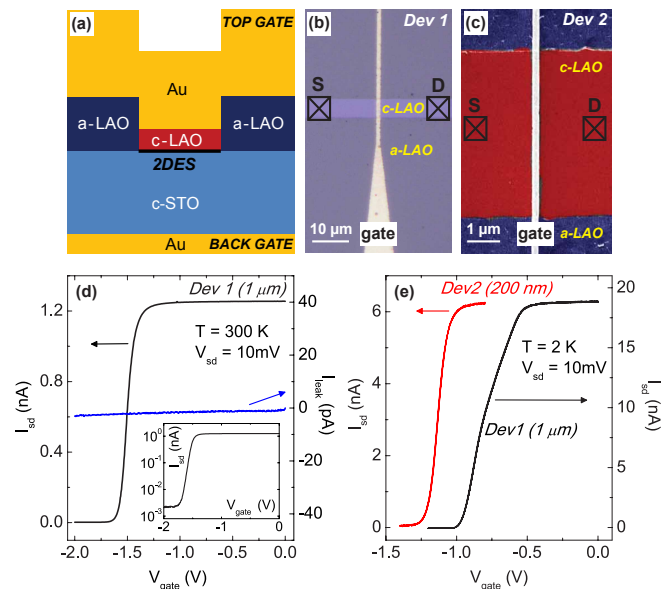 (a)
TOP GATE
Au
a-LAO
a-LAO
c-LAO
2DES
c-STO
Au
BACK GATE
(b)
Dev 1
S
D
c-LAO
a-LAO
10 µm
gate
(c)
Dev 2
c-LAO
S
D
1 µm
gate
a-LAO
(d)
Dev 1 (1 µm)
1.2
0.9
0.6
0.3
0.0
I_sd (nA)
T = 300 K
V_sd = 10mV
40
20
0
-20
-40
I_leak (pA)
10^0
10^-1
10^-2
10^-3
I_sd (nA)
V_gate (V)
-2
-1
0
-2.0
-1.5
-1.0
-0.5
0.0
V_gate (V)
(e)
Dev2 (200 nm)
6
4
2
0
I_sd (nA)
T = 2 K
V_sd = 10mV
Dev1 (1 µm)
20
15
10
5
0
I_sd (nA)
-1.5
-1.0
-0.5
0.0
V_gate (V)